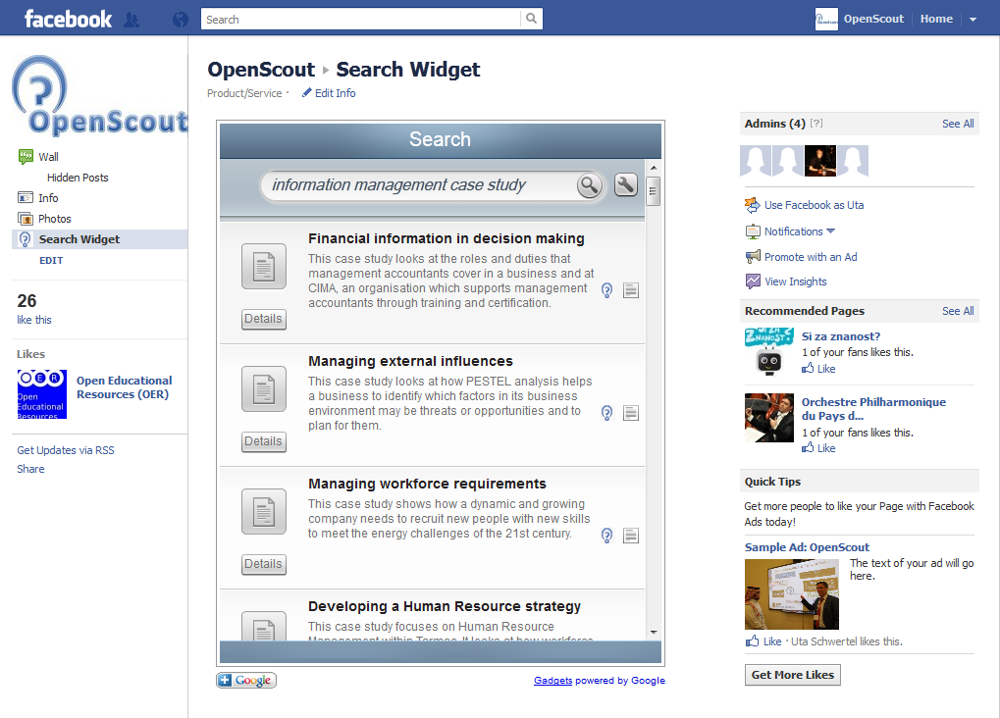 facebook
Search
OpenScout
Home
OpenScout
Wall
Hidden Posts
Info
Photos
Search Widget
EDIT
26
like this
Likes
OER
Open
Educational
Resources
Open Educational
Resources (OER)
Get Updates via RSS
Share
OpenScout ▸ Search Widget
Product/Service ·
Edit Info
Search
information management case study
Financial information in decision making
This case study looks at the roles and duties that
management accountants cover in a business and at
CIMA, an organisation which supports management
accountants through training and certification.
Details
Managing external influences
This case study looks at how PESTEL analysis helps
a business to identify which factors in its business
environment may be threats or opportunities and to
plan for them.
Details
Managing workforce requirements
This case study shows how a dynamic and growing
company needs to recruit new people with new skills
to meet the energy challenges of the 21st century.
Details
Developing a Human Resource strategy
This case study focuses on Human Resource
Management within Tarmac. It looks at how workforce
Google
Gadgets powered by Google
Admins (4) [?]
See All
Use Facebook as Uta
Notifications
Promote with an Ad
View Insights
Recommended Pages
See All
Si za znanost?
1 of your fans likes this.
Like
Orchestre Philharmonique
du Pays d...
1 of your fans likes this.
Like
Quick Tips
Get more people to like your Page with Facebook
Ads today!
Sample Ad: OpenScout
The text of your ad will go
here.
Like · Uta Schwertel likes this.
Get More Likes